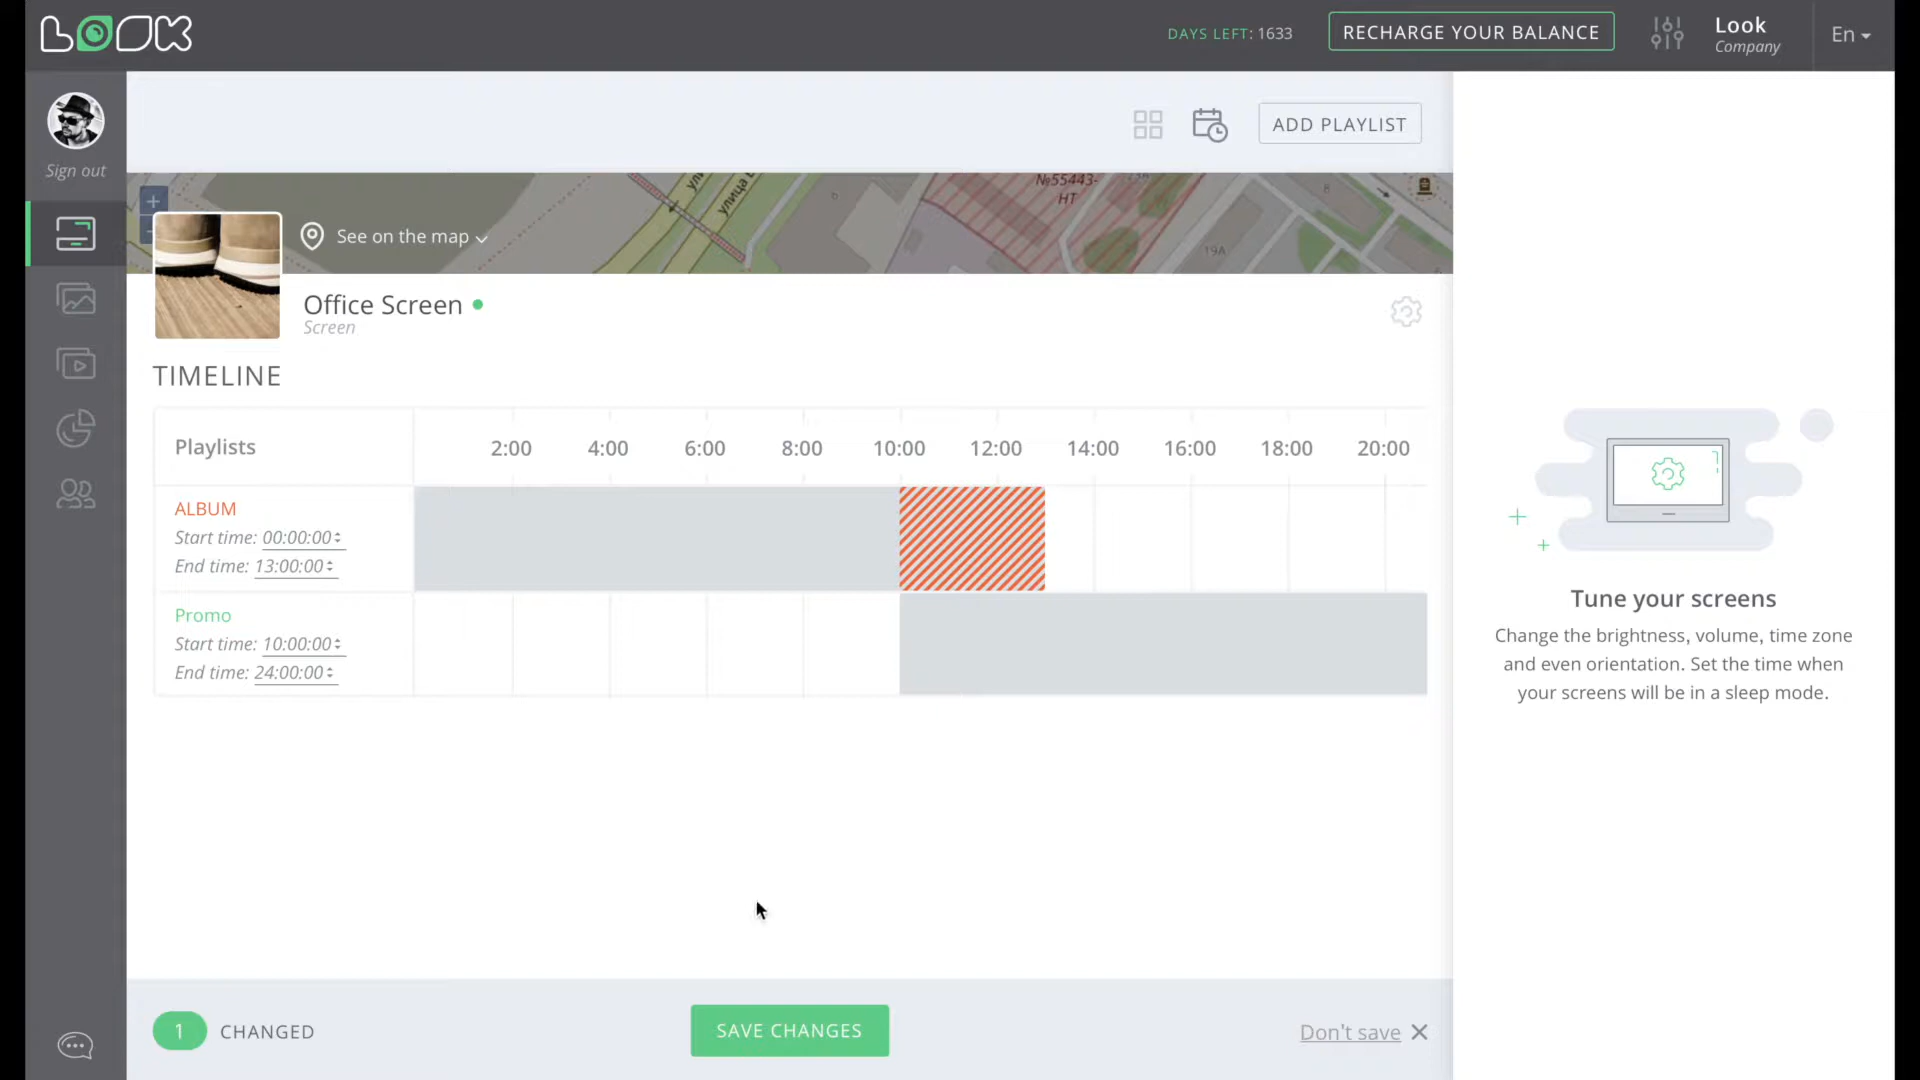 LOOK
DAYS LEFT: 1633
RECHARGE YOUR BALANCE
Look
Company
En
Sign out
ADD PLAYLIST
№55443-
НТ
улица
19A
See on the map
Office Screen
Screen
TIMELINE
Playlists
2:00 4:00 6:00 8:00 10:00 12:00 14:00 16:00 18:00 20:00
ALBUM
Start time: 00:00:00
End time: 13:00:00
Promo
Start time: 10:00:00
End time: 24:00:00
Tune your screens
Change the brightness, volume, time zone
and even orientation. Set the time when
your screens will be in a sleep mode.
1 CHANGED
SAVE CHANGES
Don't save